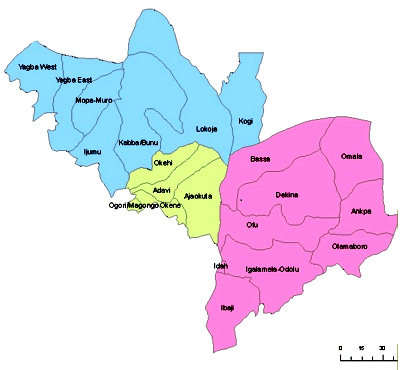 Yagba West
Yagba East
Mopa-Muro
Kogi
Lokoja
Kabba/Bunu
Ijumu
Okehi
Bassa
Omala
Adavi
Ajaokuta
Dekina
Ogori/Magongo
Okene
Ankpa
Ofu
Olamaboro
Idah
Igalamela-Odolu
Ibaji
0 15 30